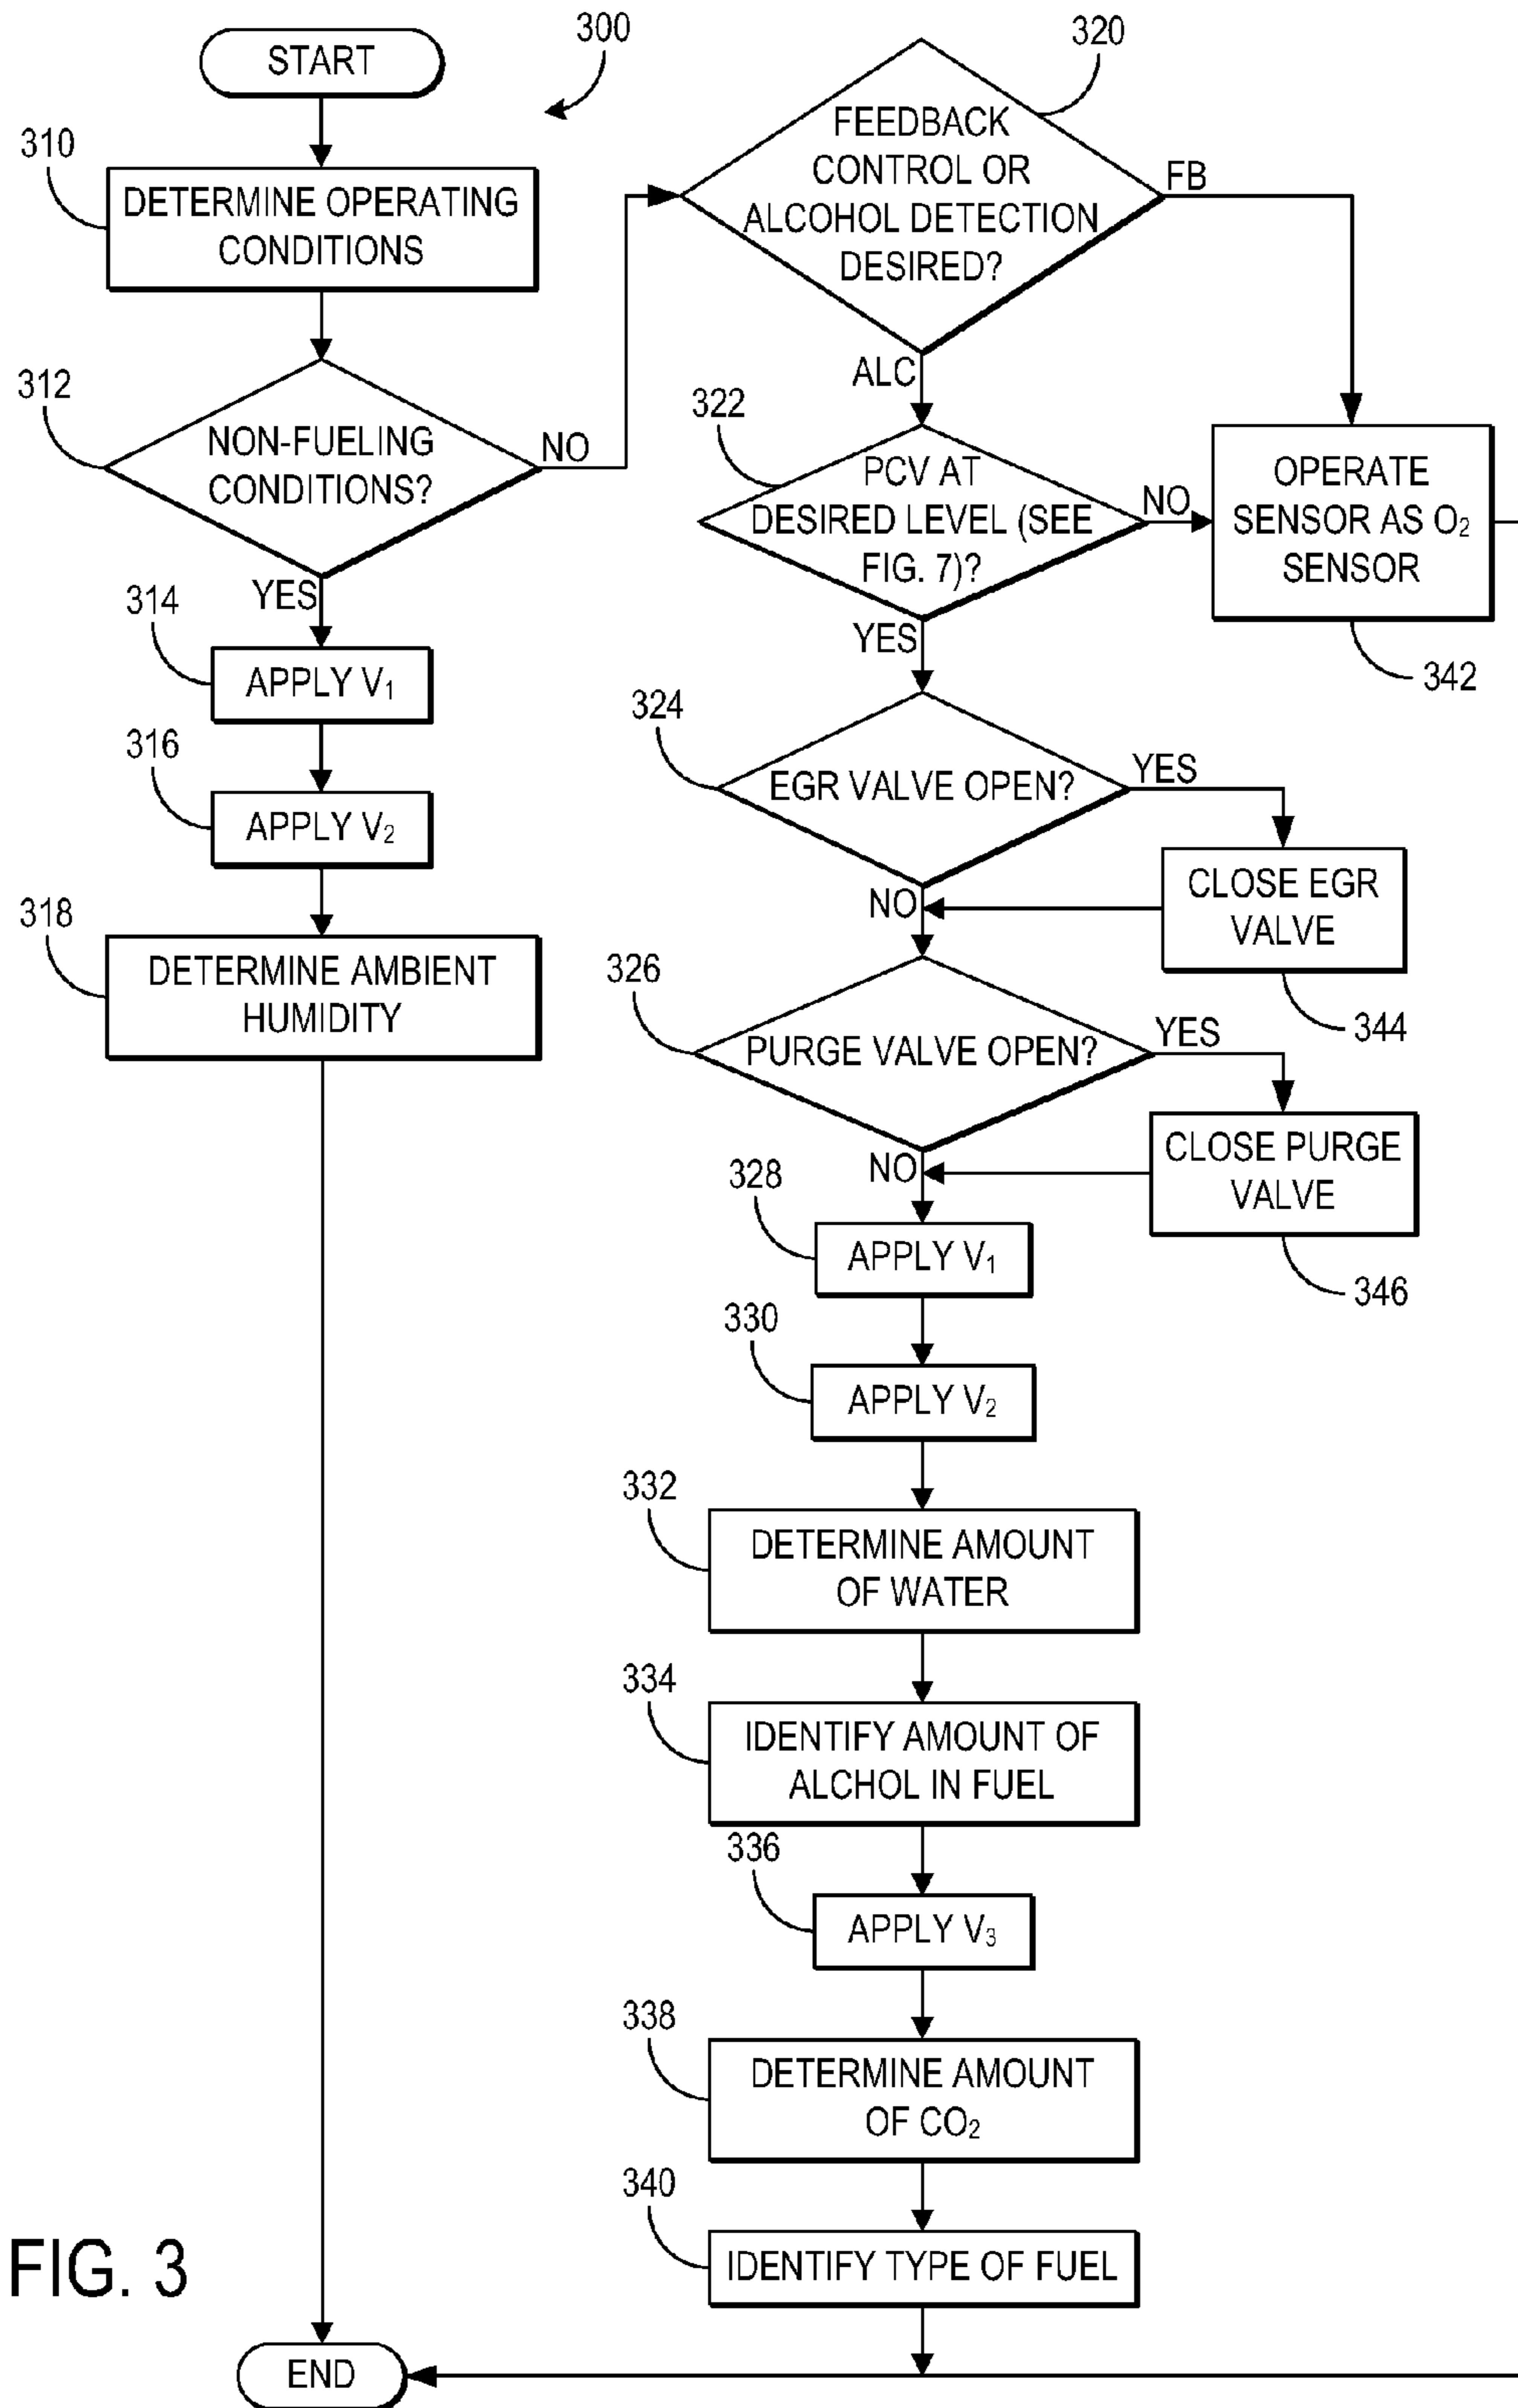 START
300
310
DETERMINE OPERATING
CONDITIONS
312
NON-FUELING
CONDITIONS?
NO
YES
314
APPLY V₁
316
APPLY V₂
318
DETERMINE AMBIENT
HUMIDITY
320
FEEDBACK
CONTROL OR
ALCOHOL DETECTION
DESIRED?
FB
ALC
322
PCV AT
DESIRED LEVEL (SEE
FIG. 7)?
NO
YES
OPERATE
SENSOR AS O₂
SENSOR
342
324
EGR VALVE OPEN?
YES
NO
CLOSE EGR
VALVE
344
326
PURGE VALVE OPEN?
YES
NO
CLOSE PURGE
VALVE
346
328
APPLY V₁
330
APPLY V₂
332
DETERMINE AMOUNT
OF WATER
334
IDENTIFY AMOUNT OF
ALCHOL IN FUEL
336
APPLY V₃
338
DETERMINE AMOUNT
OF CO₂
340
IDENTIFY TYPE OF FUEL
FIG. 3
END